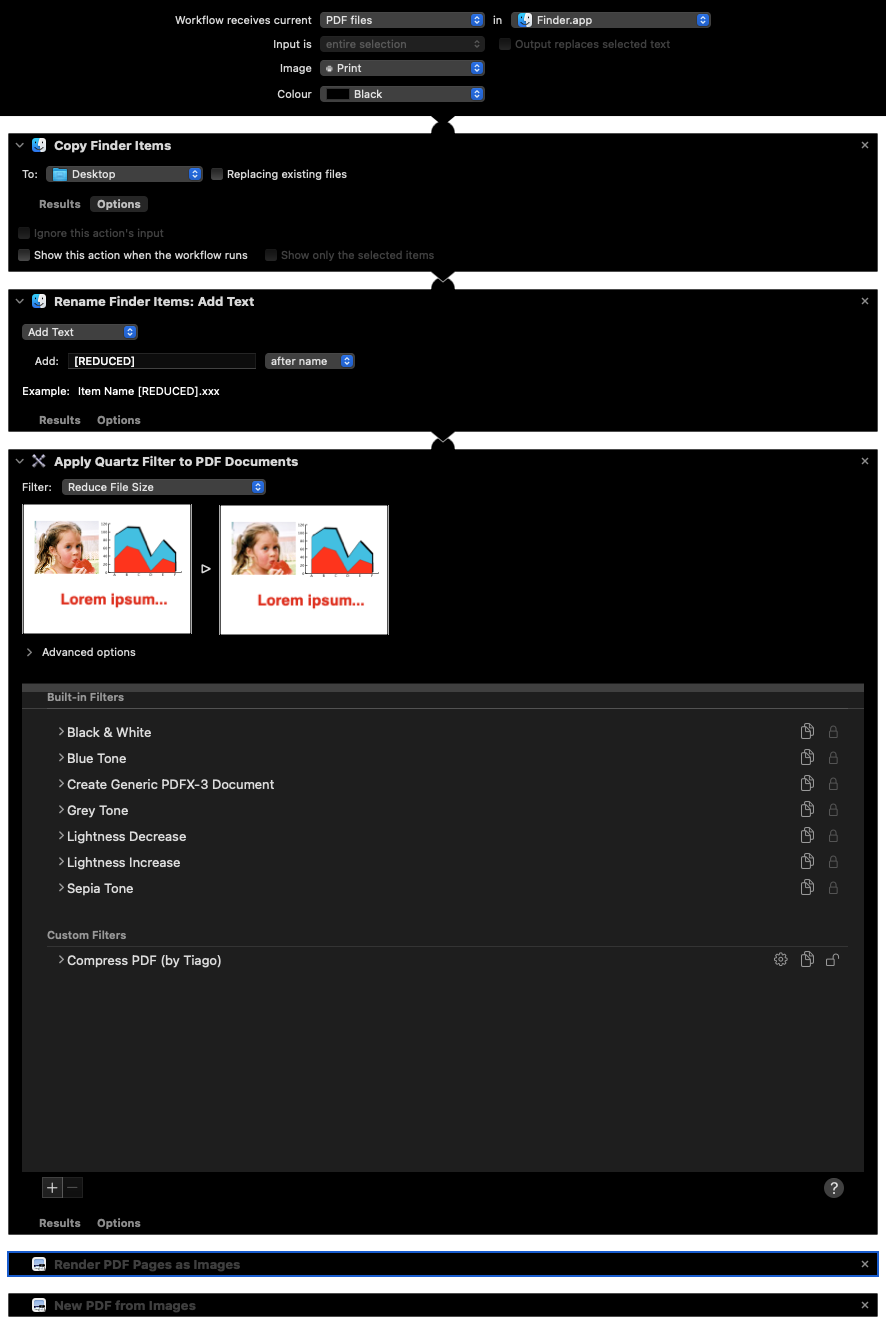 Workflow receives current PDF files in Finder.app
Input is entire selection Output replaces selected text
Image Print
Colour Black
Copy Finder Items
To: Desktop Replacing existing files
Results Options
Ignore this action's input
Show this action when the workflow runs Show only the selected items
Rename Finder Items: Add Text
Add Text
Add: [REDUCED] after name
Example: Item Name [REDUCED].xxx
Results Options
Apply Quartz Filter to PDF Documents
Filter: Reduce File Size
Lorem ipsum... Lorem ipsum...
Advanced options
Built-in Filters
Black & White
Blue Tone
Create Generic PDFX-3 Document
Grey Tone
Lightness Decrease
Lightness Increase
Sepia Tone
Custom Filters
Compress PDF (by Tiago)
Results Options
Render PDF Pages as Images
New PDF from Images